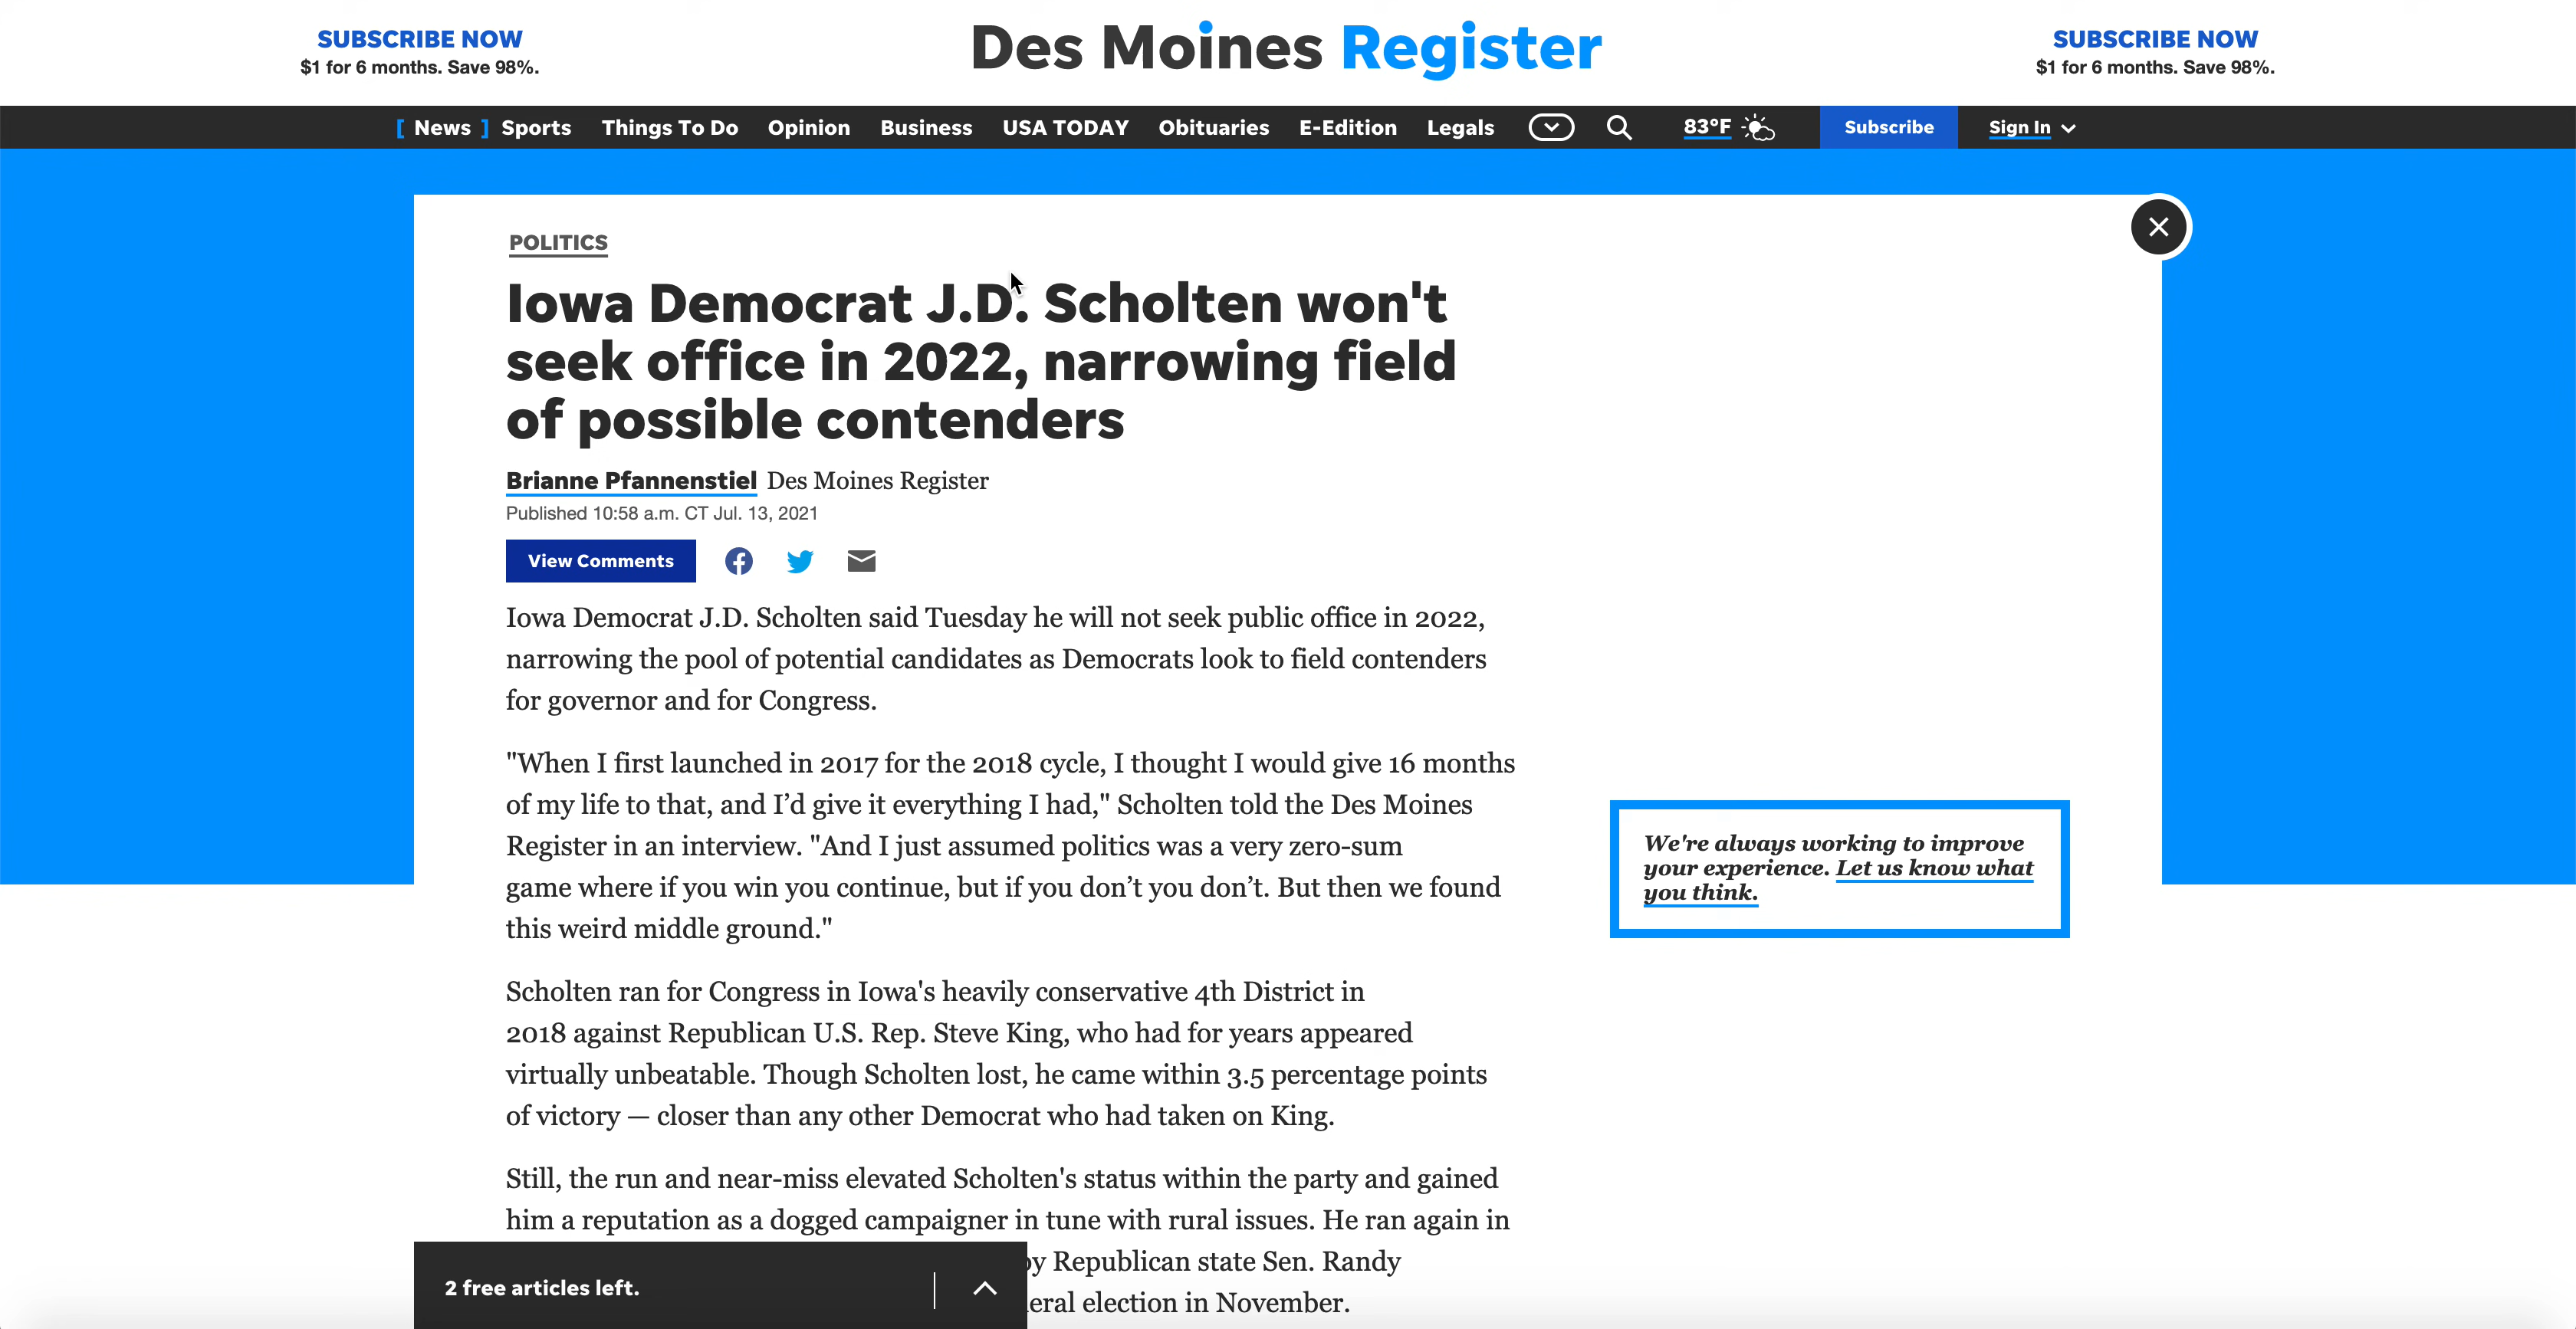 SUBSCRIBE NOW
$1 for 6 months. Save 98%.
Des Moines Register
SUBSCRIBE NOW
$1 for 6 months. Save 98%.
[ News ] Sports Things To Do Opinion Business USA TODAY Obituaries E-Edition Legals 83°F Subscribe Sign In
POLITICS
Iowa Democrat J.D. Scholten won't
seek office in 2022, narrowing field
of possible contenders
Brianne Pfannenstiel Des Moines Register
Published 10:58 a.m. CT Jul. 13, 2021
View Comments
Iowa Democrat J.D. Scholten said Tuesday he will not seek public office in 2022,
narrowing the pool of potential candidates as Democrats look to field contenders
for governor and for Congress.
"When I first launched in 2017 for the 2018 cycle, I thought I would give 16 months
of my life to that, and I’d give it everything I had," Scholten told the Des Moines
Register in an interview. "And I just assumed politics was a very zero-sum
game where if you win you continue, but if you don’t you don’t. But then we found
this weird middle ground."
Scholten ran for Congress in Iowa's heavily conservative 4th District in
2018 against Republican U.S. Rep. Steve King, who had for years appeared
virtually unbeatable. Though Scholten lost, he came within 3.5 percentage points
of victory — closer than any other Democrat who had taken on King.
Still, the run and near-miss elevated Scholten's status within the party and gained
him a reputation as a dogged campaigner in tune with rural issues. He ran again in
by Republican state Sen. Randy
election in November.
We're always working to improve
your experience. Let us know what
you think.
2 free articles left.